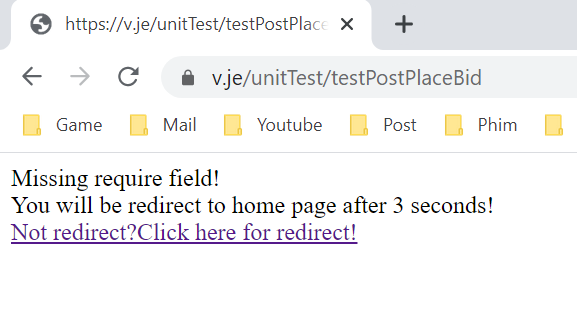 https://v.je/unitTest/testPostPlace
v.je/unitTest/testPostPlaceBid
Game Mail Youtube Post Phim
Missing require field!
You will be redirect to home page after 3 seconds!
Not redirect?Click here for redirect!